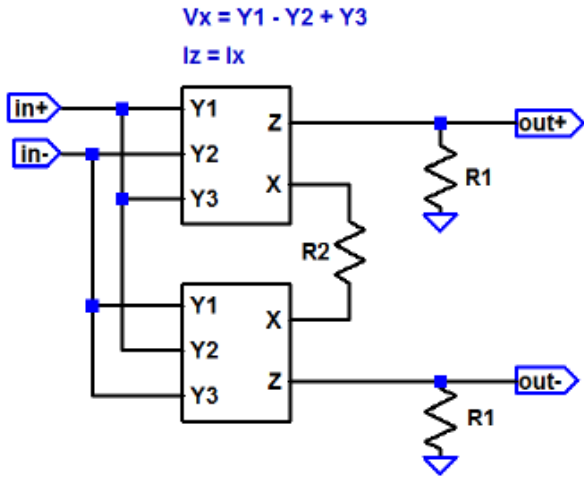 Vx = Y1 - Y2 + Y3
Iz = Ix
in+
in-
Y1
Y2
Y3
Z
X
out+
R1
R2
Y1
Y2
Y3
X
Z
out-
R1